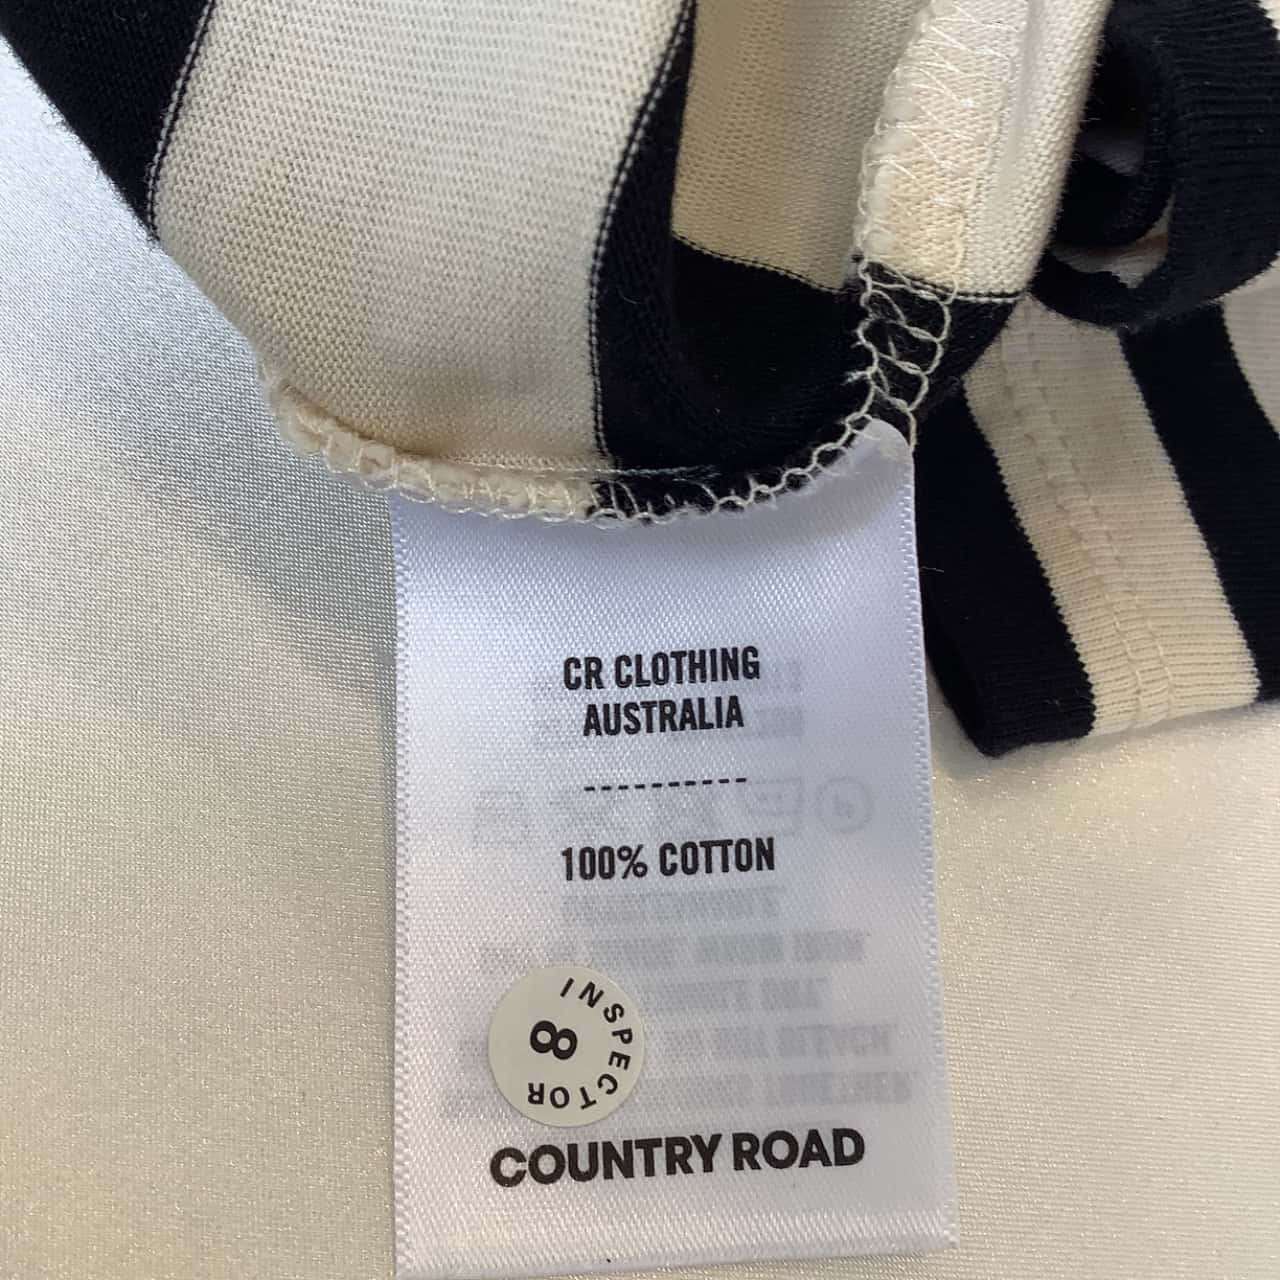 CR CLOTHING
AUSTRALIA
----------
100% COTTON
INSPECTOR
8
COUNTRY ROAD